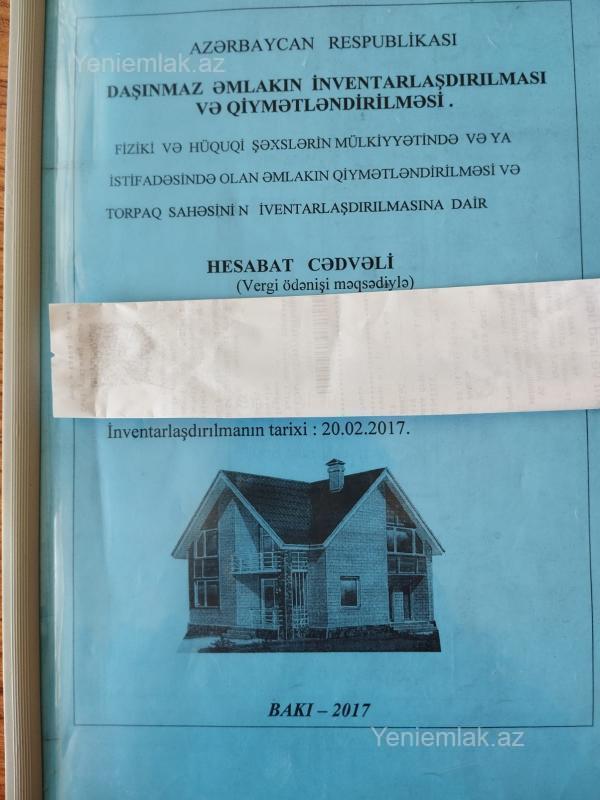 AZƏRBAYCAN RESPUBLİKASI
Yeniemlak.az
DAŞINMAZ ƏMLAKIN İNVENTARLAŞDIRILMASI
VƏ QİYMƏTLƏNDİRİLMƏSİ .
FİZİKİ VƏ HÜQUQİ ŞƏXSLƏRİN MÜLKİYYƏTİNDƏ VƏ YA
İSTİFADƏSİNDƏ OLAN ƏMLAKIN QİYMƏTLƏNDİRİLMƏSİ VƏ
TORPAQ SAHƏSİNİ N İVENTARLAŞDIRILMASINA DAİR
HESABAT CƏDVƏLİ
(Vergi ödənişi məqsədiylə)
İnventarlaşdırılmanın tarixi : 20.02.2017.
BAKI – 2017
Yeniemlak.az